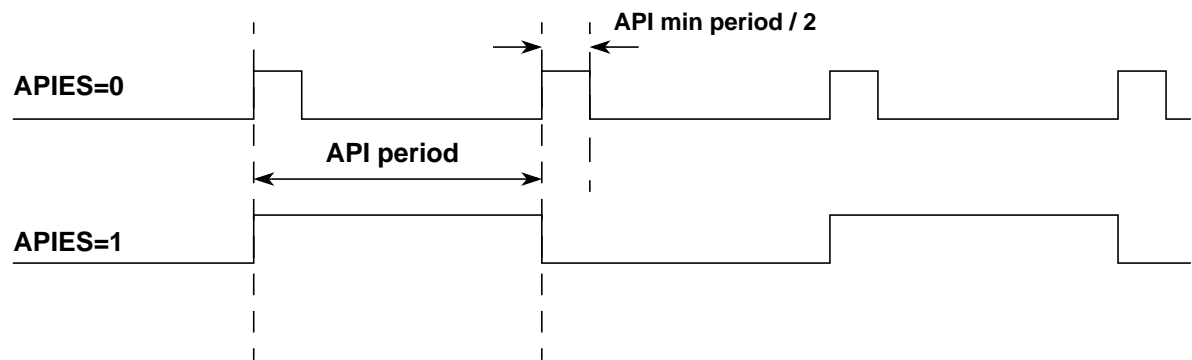 API min period / 2
APIES=0
API period
APIES=1